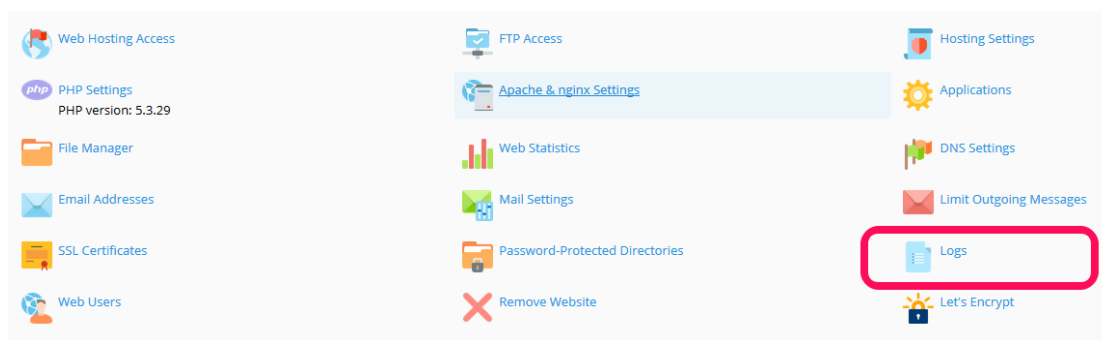 Web Hosting Access
FTP Access
Hosting Settings
php
PHP Settings
PHP version: 5.3.29
Apache & nginx Settings
Applications
File Manager
Web Statistics
DNS Settings
Email Addresses
Mail Settings
Limit Outgoing Messages
SSL Certificates
Password-Protected Directories
Logs
Web Users
Remove Website
Let's Encrypt